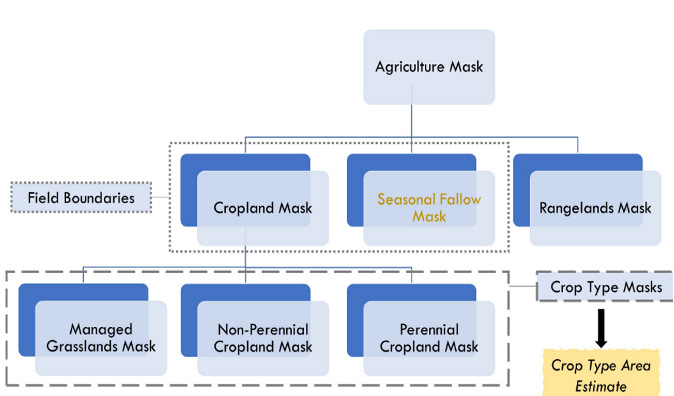 Agriculture Mask
Field Boundaries
Cropland Mask
Seasonal Fallow
Mask
Rangelands Mask
Crop Type Masks
Managed
Grasslands Mask
Non-Perennial
Cropland Mask
Perennial
Cropland Mask
Crop Type Area
Estimate